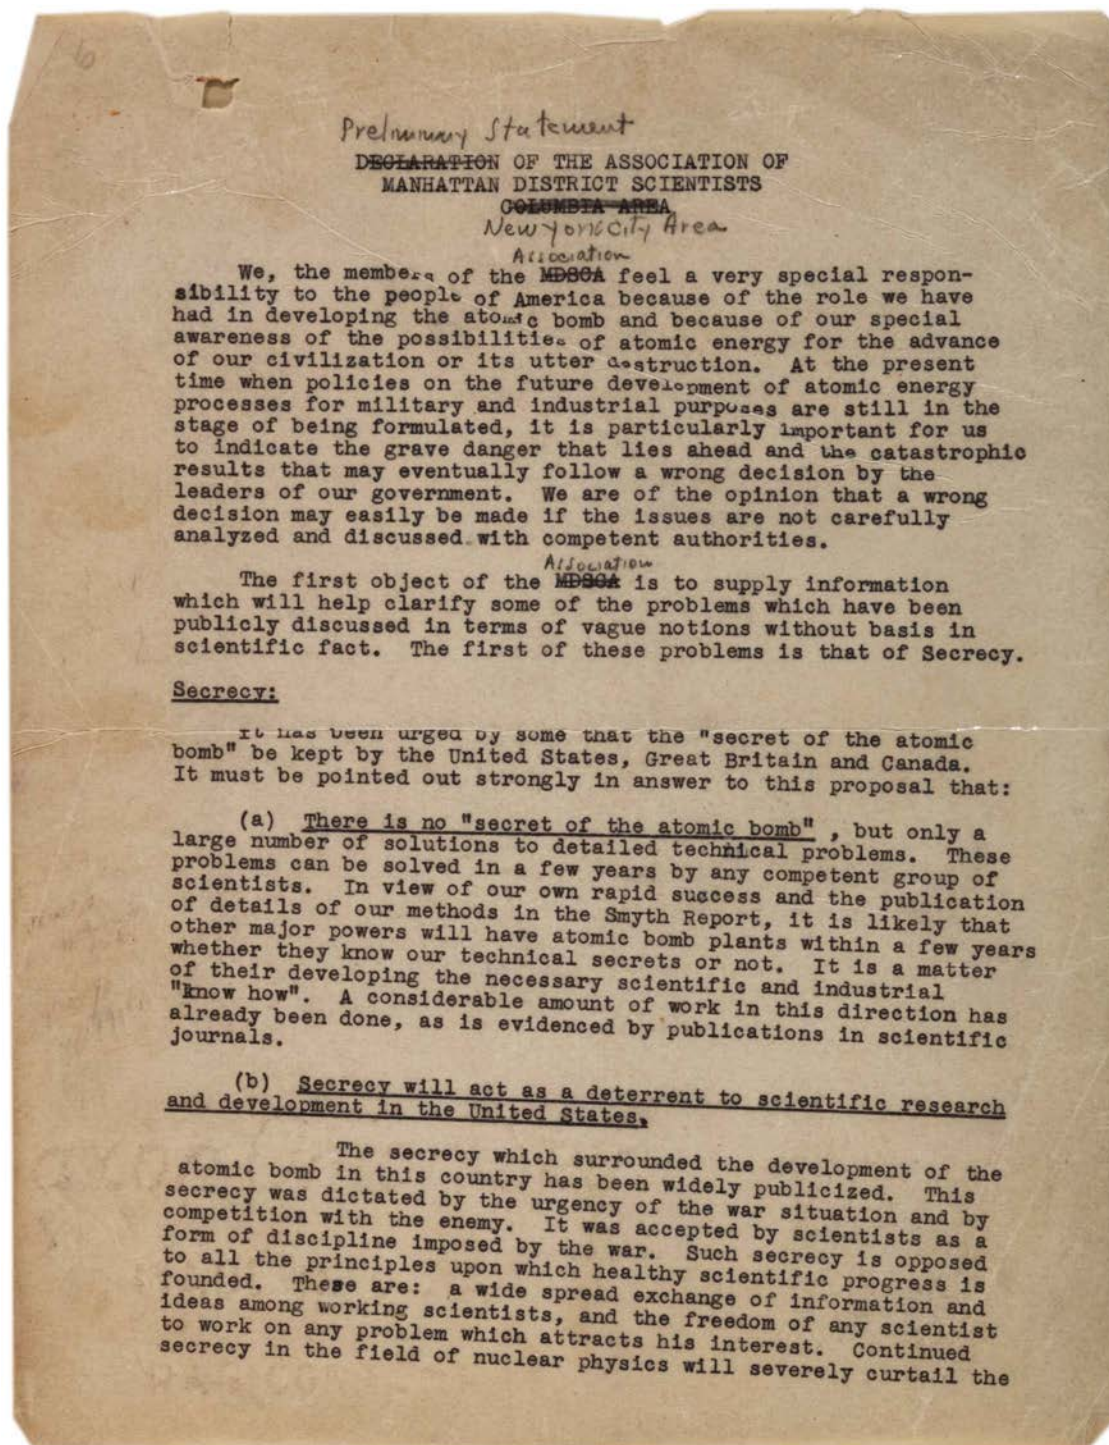 6
Preliminary Statement
DECLARATION OF THE ASSOCIATION OF
MANHATTAN DISTRICT SCIENTISTS
COLUMBIA AREA
New York City Area
Association
We, the members of the MDSCA feel a very special respon-
sibility to the people of America because of the role we have
had in developing the atomic bomb and because of our special
awareness of the possibilities of atomic energy for the advance
of our civilization or its utter destruction. At the present
time when policies on the future development of atomic energy
processes for military and industrial purposes are still in the
stage of being formulated, it is particularly important for us
to indicate the grave danger that lies ahead and the catastrophic
results that may eventually follow a wrong decision by the
leaders of our government. We are of the opinion that a wrong
decision may easily be made if the issues are not carefully
analyzed and discussed with competent authorities.
Association
The first object of the MDSCA is to supply information
which will help clarify some of the problems which have been
publicly discussed in terms of vague notions without basis in
scientific fact. The first of these problems is that of Secrecy.
Secrecy:
It has been urged by some that the "secret of the atomic
bomb" be kept by the United States, Great Britain and Canada.
It must be pointed out strongly in answer to this proposal that:
(a) There is no "secret of the atomic bomb" , but only a
large number of solutions to detailed technical problems. These
problems can be solved in a few years by any competent group of
scientists. In view of our own rapid success and the publication
of details of our methods in the Smyth Report, it is likely that
other major powers will have atomic bomb plants within a few years
whether they know our technical secrets or not. It is a matter
of their developing the necessary scientific and industrial
"know how". A considerable amount of work in this direction has
already been done, as is evidenced by publications in scientific
journals.
(b) Secrecy will act as a deterrent to scientific research
and development in the United States.
The secrecy which surrounded the development of the
atomic bomb in this country has been widely publicized. This
secrecy was dictated by the urgency of the war situation and by
competition with the enemy. It was accepted by scientists as a
form of discipline imposed by the war. Such secrecy is opposed
to all the principles upon which healthy scientific progress is
founded. These are: a wide spread exchange of information and
ideas among working scientists, and the freedom of any scientist
to work on any problem which attracts his interest. Continued
secrecy in the field of nuclear physics will severely curtail the